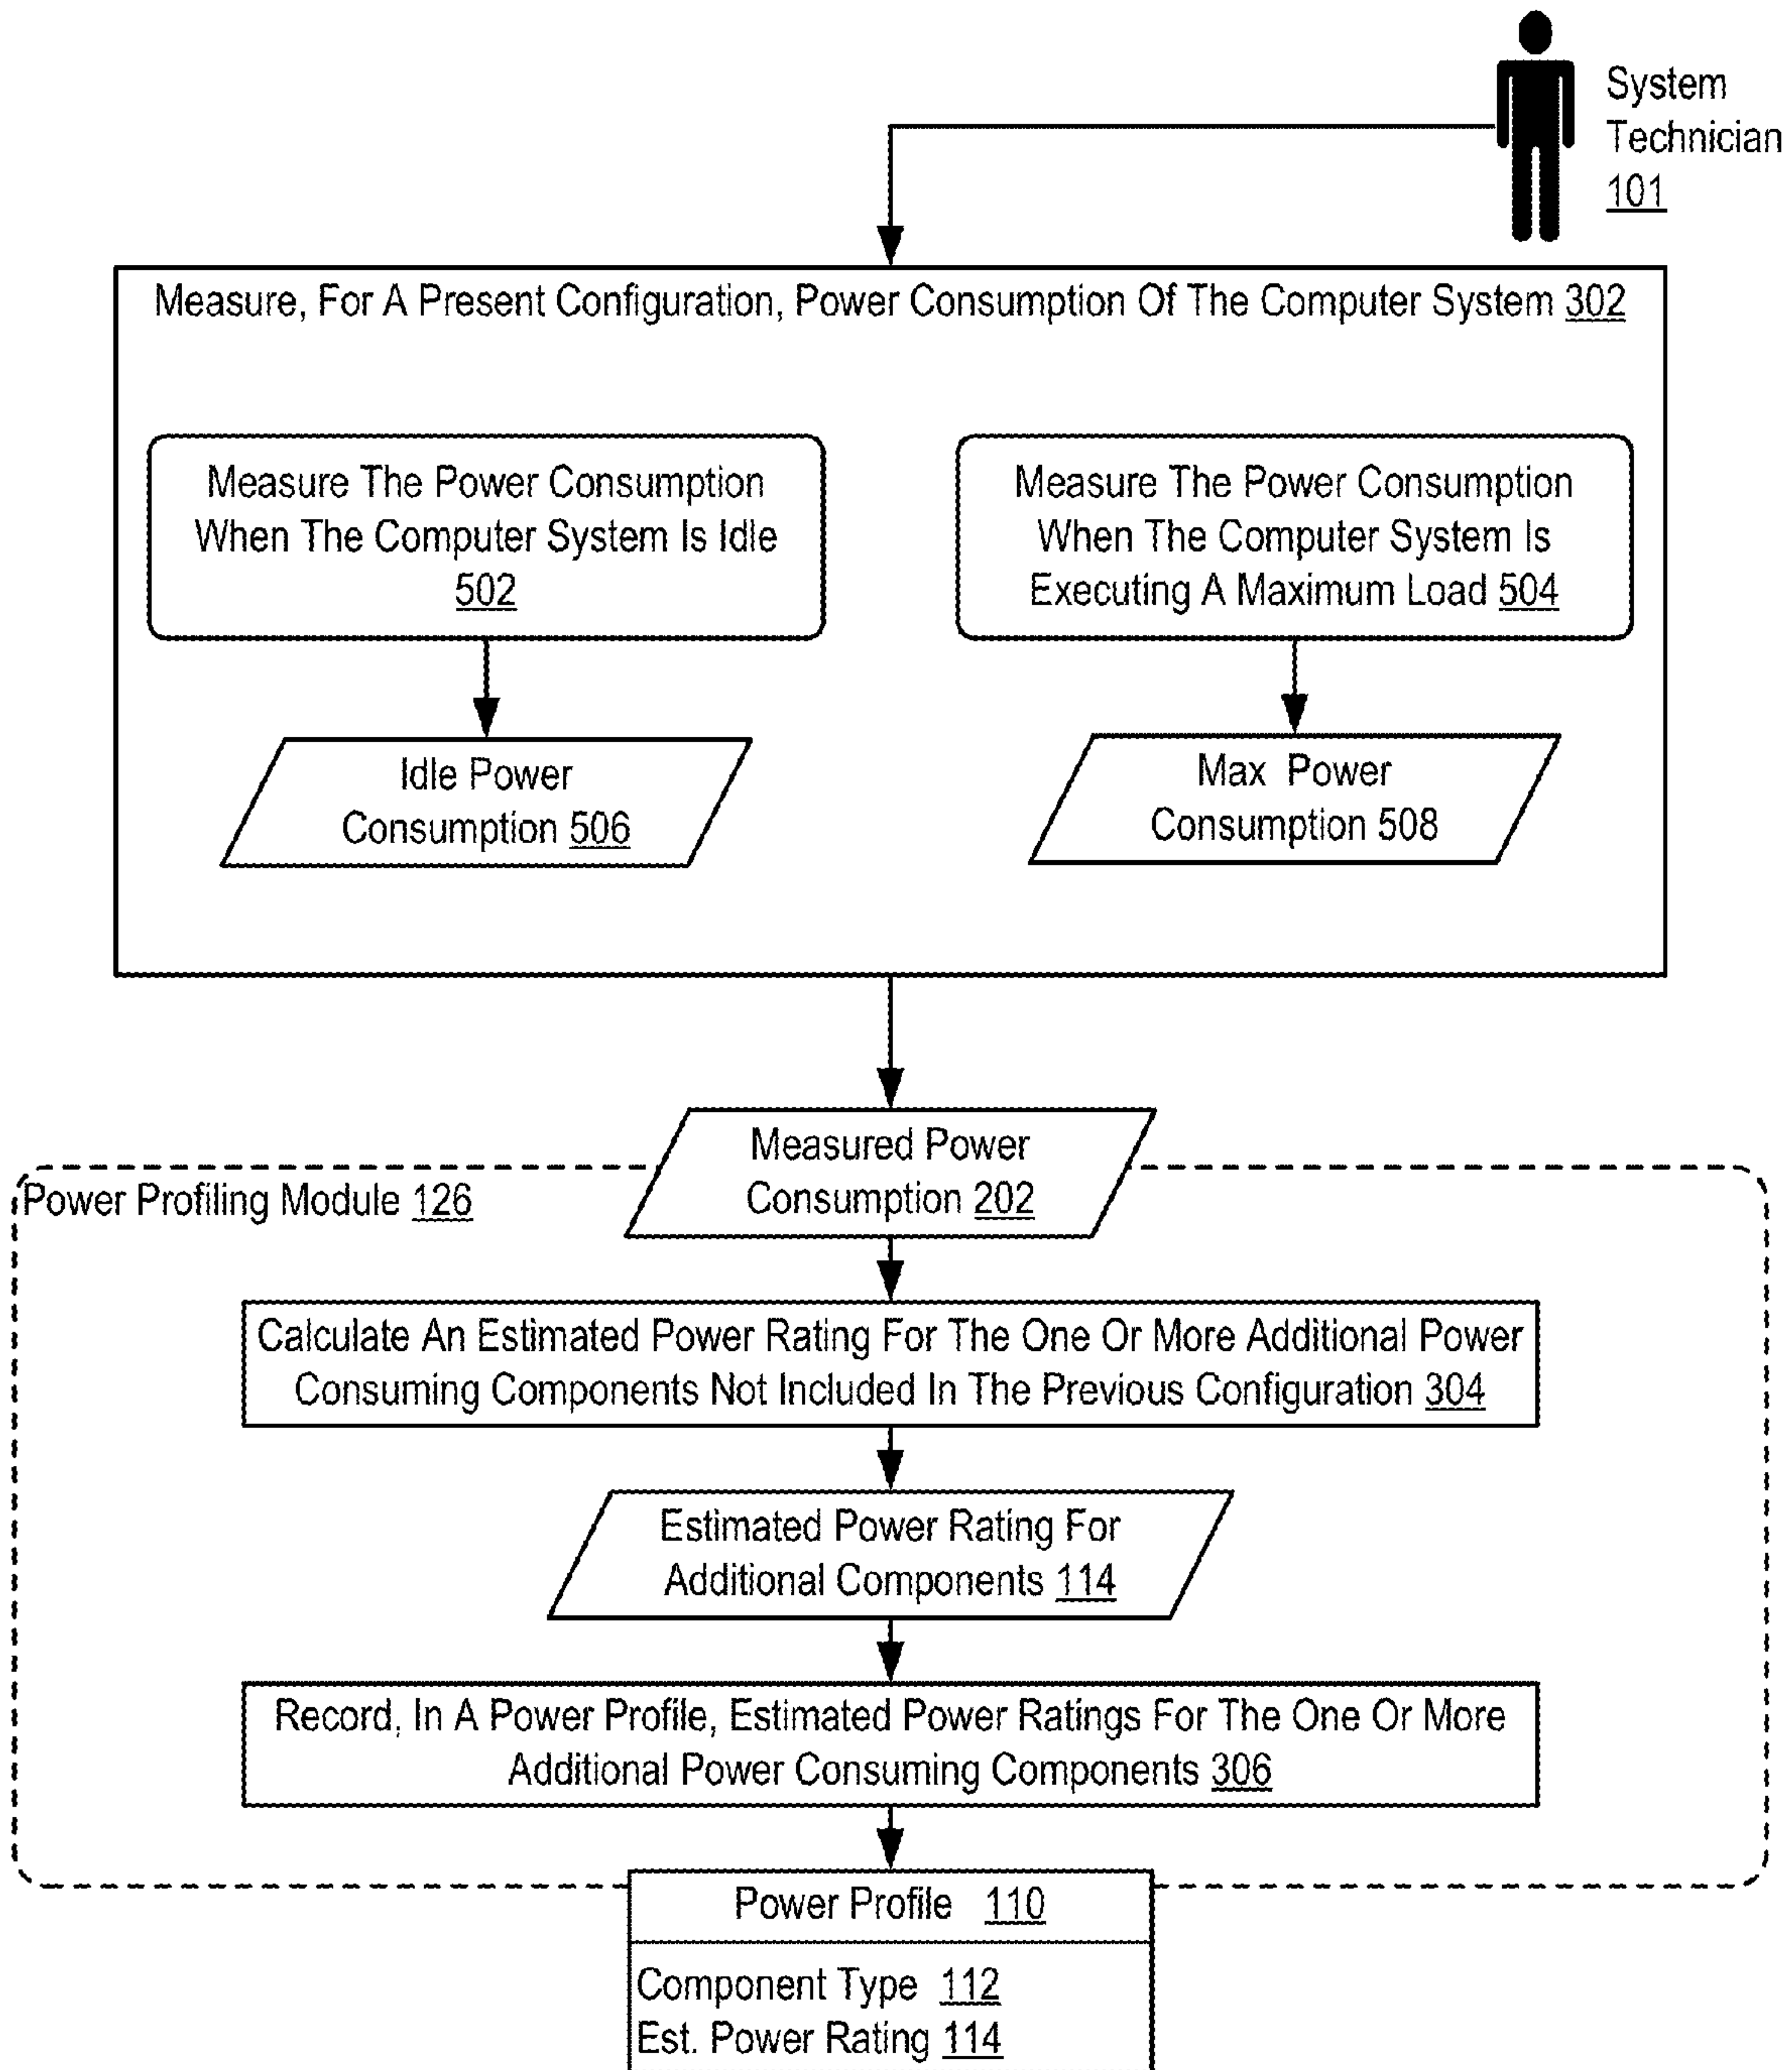 System
Technician
101
Measure, For A Present Configuration, Power Consumption Of The Computer System 302
Measure The Power Consumption
When The Computer System Is Idle
502
Measure The Power Consumption
When The Computer System Is
Executing A Maximum Load 504
Idle Power
Consumption 506
Max Power
Consumption 508
Measured Power
Consumption 202
Power Profiling Module 126
Calculate An Estimated Power Rating For The One Or More Additional Power
Consuming Components Not Included In The Previous Configuration 304
Estimated Power Rating For
Additional Components 114
Record, In A Power Profile, Estimated Power Ratings For The One Or More
Additional Power Consuming Components 306
Power Profile 110
Component Type 112
Est. Power Rating 114